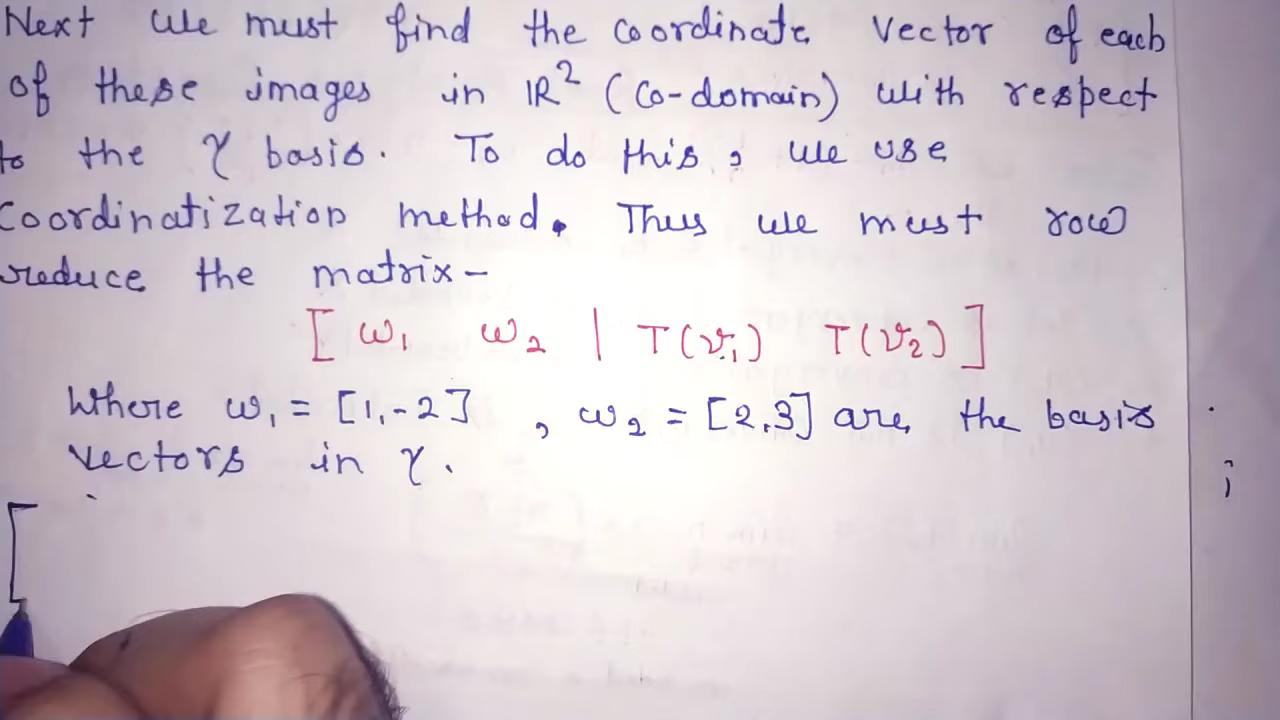 Next we must find the coordinate vector of each
of these images in IR² (Co-domain) with respect
to the γ basis. To do this, we use
Coordinatization method. Thus we must row
reduce the matrix -
[ w₁ w₂ | T(v₁) T(v₂) ]
Where w₁ = [1,-2] , w₂ = [2,3] are the basis
vectors in γ.
[